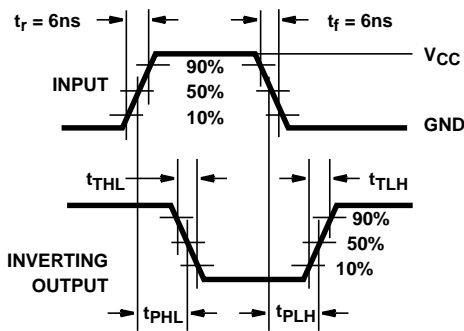 tr = 6ns tf = 6ns
VCC
90%
INPUT 50%
10%
GND
tTHL tTLH
90%
50%
INVERTING
OUTPUT 10%
tPHL tPLH